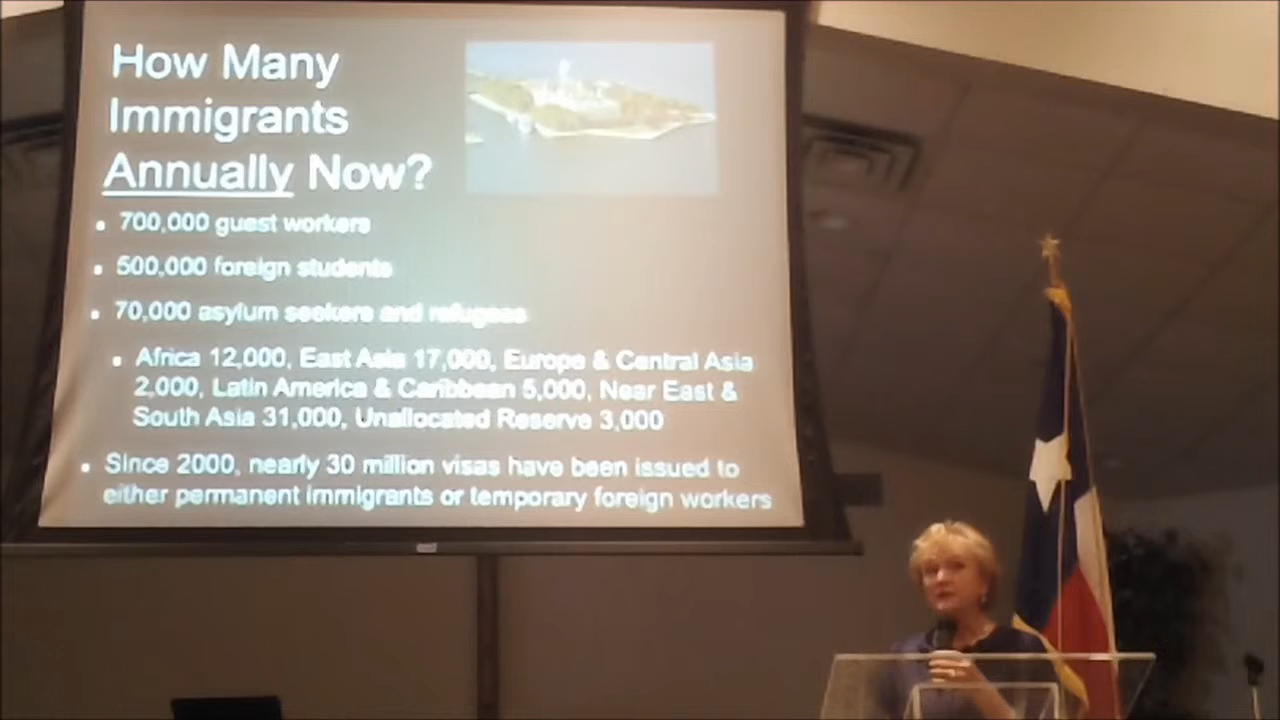 How Many
Immigrants
Annually Now?
• 700,000 guest workers
• 500,000 foreign students
• 70,000 asylum seekers and refugees
• Africa 12,000, East Asia 17,000, Europe & Central Asia
2,000, Latin America & Caribbean 5,000, Near East &
South Asia 31,000, Unallocated Reserve 3,000
• Since 2000, nearly 30 million visas have been issued to
either permanent immigrants or temporary foreign workers